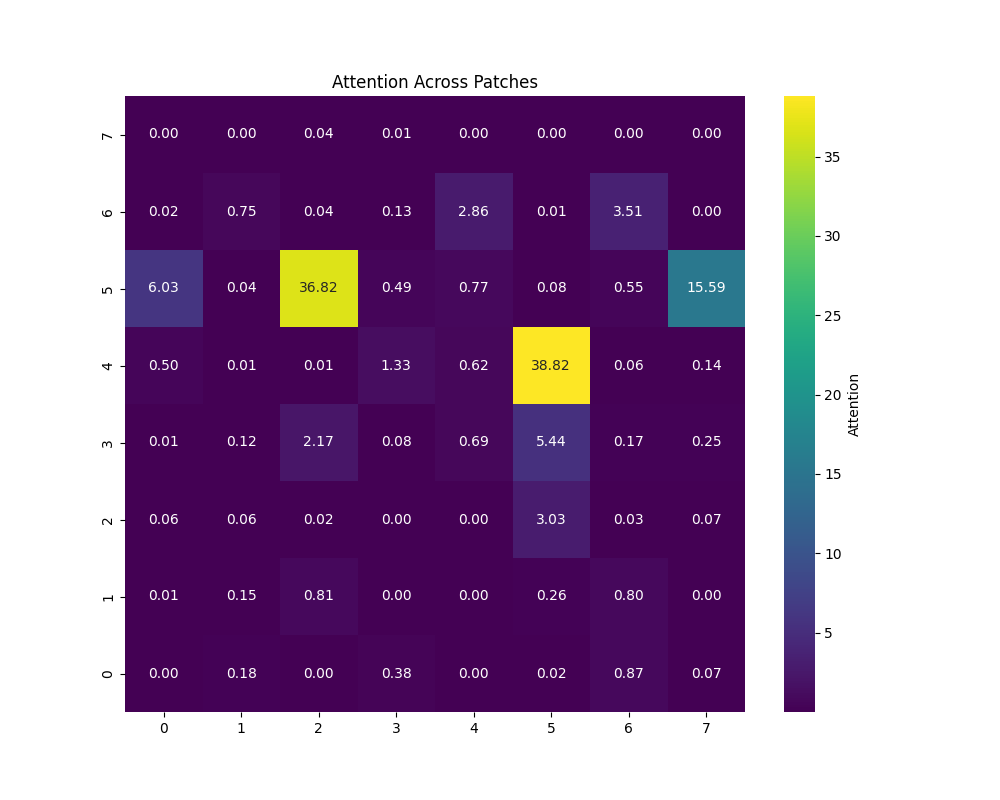 Attention Across Patches
7 0.00 0.00 0.04 0.01 0.00 0.00 0.00 0.00
6 0.02 0.75 0.04 0.13 2.86 0.01 3.51 0.00
5 6.03 0.04 36.82 0.49 0.77 0.08 0.55 15.59
4 0.50 0.01 0.01 1.33 0.62 38.82 0.06 0.14
3 0.01 0.12 2.17 0.08 0.69 5.44 0.17 0.25
2 0.06 0.06 0.02 0.00 0.00 3.03 0.03 0.07
1 0.01 0.15 0.81 0.00 0.00 0.26 0.80 0.00
0 0.00 0.18 0.00 0.38 0.00 0.02 0.87 0.07
0 1 2 3 4 5 6 7
35
30
25
20
15
10
5
Attention